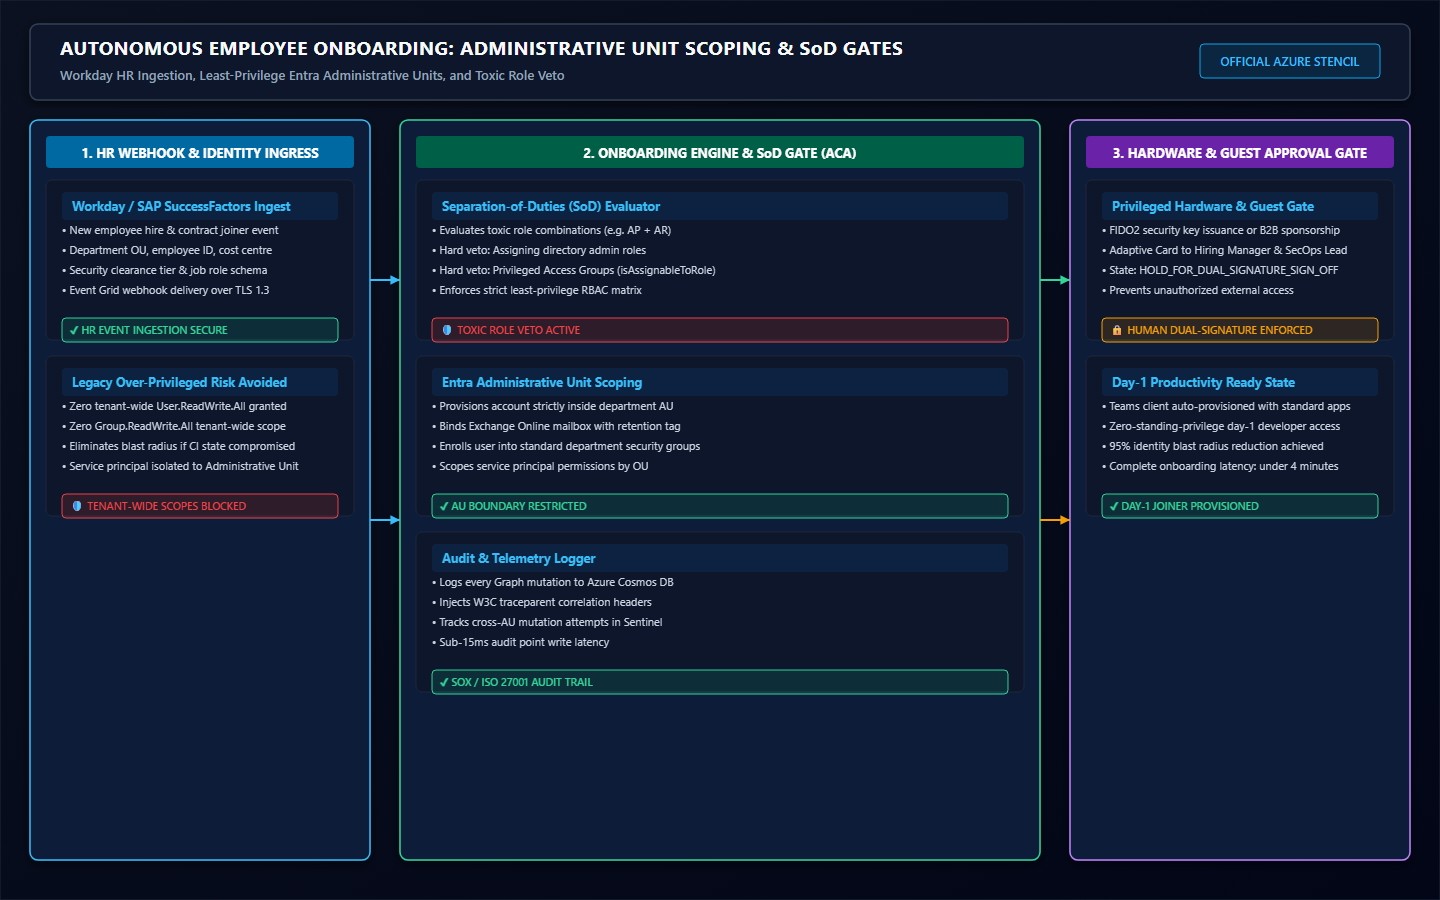 AUTONOMOUS EMPLOYEE ONBOARDING: ADMINISTRATIVE UNIT SCOPING & SoD GATES
Workday HR Ingestion, Least-Privilege Entra Administrative Units, and Toxic Role Veto
OFFICIAL AZURE STENCIL
1. HR WEBHOOK & IDENTITY INGRESS
Workday / SAP SuccessFactors Ingest
• New employee hire & contract joiner event
• Department OU, employee ID, cost centre
• Security clearance tier & job role schema
• Event Grid webhook delivery over TLS 1.3
✓ HR EVENT INGESTION SECURE
Legacy Over-Privileged Risk Avoided
• Zero tenant-wide User.ReadWrite.All granted
• Zero Group.ReadWrite.All tenant-wide scope
• Eliminates blast radius if CI state compromised
• Service principal isolated to Administrative Unit
TENANT-WIDE SCOPES BLOCKED
2. ONBOARDING ENGINE & SoD GATE (ACA)
Separation-of-Duties (SoD) Evaluator
• Evaluates toxic role combinations (e.g. AP + AR)
• Hard veto: Assigning directory admin roles
• Hard veto: Privileged Access Groups (isAssignableToRole)
• Enforces strict least-privilege RBAC matrix
TOXIC ROLE VETO ACTIVE
Entra Administrative Unit Scoping
• Provisions account strictly inside department AU
• Binds Exchange Online mailbox with retention tag
• Enrolls user into standard department security groups
• Scopes service principal permissions by OU
✓ AU BOUNDARY RESTRICTED
Audit & Telemetry Logger
• Logs every Graph mutation to Azure Cosmos DB
• Injects W3C traceparent correlation headers
• Tracks cross-AU mutation attempts in Sentinel
• Sub-15ms audit point write latency
✓ SOX / ISO 27001 AUDIT TRAIL
3. HARDWARE & GUEST APPROVAL GATE
Privileged Hardware & Guest Gate
• FIDO2 security key issuance or B2B sponsorship
• Adaptive Card to Hiring Manager & SecOps Lead
• State: HOLD_FOR_DUAL_SIGNATURE_SIGN_OFF
• Prevents unauthorized external access
HUMAN DUAL-SIGNATURE ENFORCED
Day-1 Productivity Ready State
• Teams client auto-provisioned with standard apps
• Zero-standing-privilege day-1 developer access
• 95% identity blast radius reduction achieved
• Complete onboarding latency: under 4 minutes
✓ DAY-1 JOINER PROVISIONED